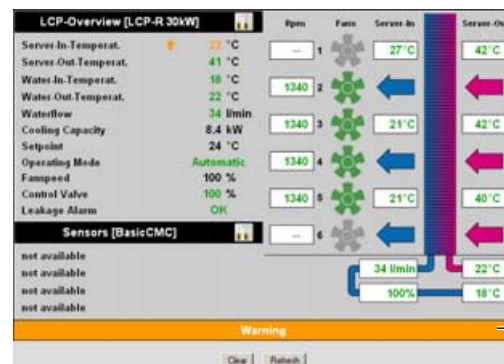 LCP-Overview [LCP-R 30kW]
Server-In-Temperat. °C
Server-Out-Temperat. 41 °C
Water-In-Temperat. 18 °C
Water-Out-Temperat. 22 °C
Waterflow 34 l/min
Cooling Capacity 8.4 kW
Setpoint 24 °C
Operating Mode Automatic
Fanspeed 100 %
Control Valve 100 %
Leakage Alarm OK
Sensors [BasicCMC]
not available
not available
not available
not available
Rpm Fans Server-In Server-Ou
-- 1 27°C 42°C
1340 2
1340 3 21°C 42°C
1340 4
1340 5 21°C 40°C
-- 6
34 l/min 22°C
100% 18°C
Warning
Clear Refresh